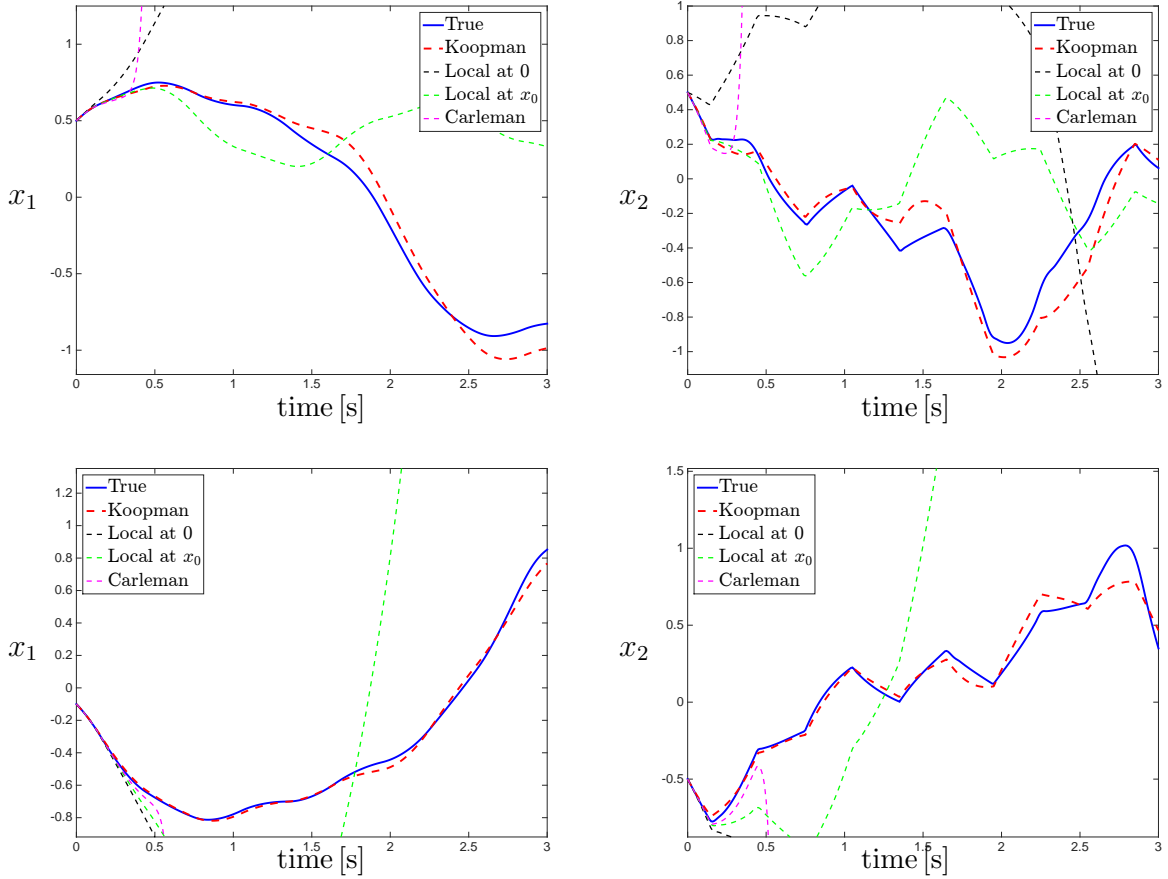 True
Koopman
Local at 0
Local at x₀
Carleman
1
0.5
0
-0.5
-1
x₁
0 0.5 1 1.5 2 2.5 3
time [s]
True
Koopman
Local at 0
Local at x₀
Carleman
1
0.8
0.6
0.4
0.2
0
-0.2
-0.4
-0.6
-0.8
-1
x₂
0 0.5 1 1.5 2 2.5 3
time [s]
True
Koopman
Local at 0
Local at x₀
Carleman
1.2
1
0.8
0.6
0.4
0.2
0
-0.2
-0.4
-0.6
-0.8
x₁
0 0.5 1 1.5 2 2.5 3
time [s]
True
Koopman
Local at 0
Local at x₀
Carleman
1.5
1
0.5
0
-0.5
x₂
0 0.5 1 1.5 2 2.5 3
time [s]